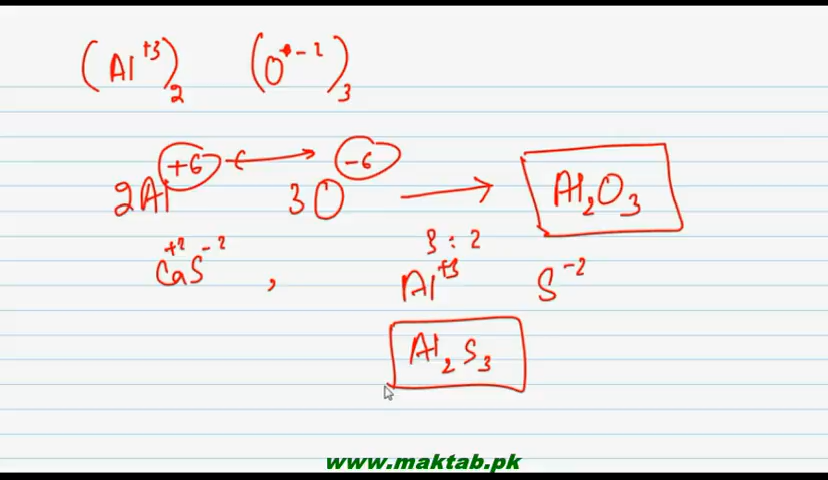 (Al⁺³)₂ (O⁻²)₃
2Al⁺⁶ ↔ 3O⁻⁶ → Al₂O₃
3 : 2
Ca⁺²S⁻² , Al⁺³ S⁻²
Al₂S₃
www.maktab.pk